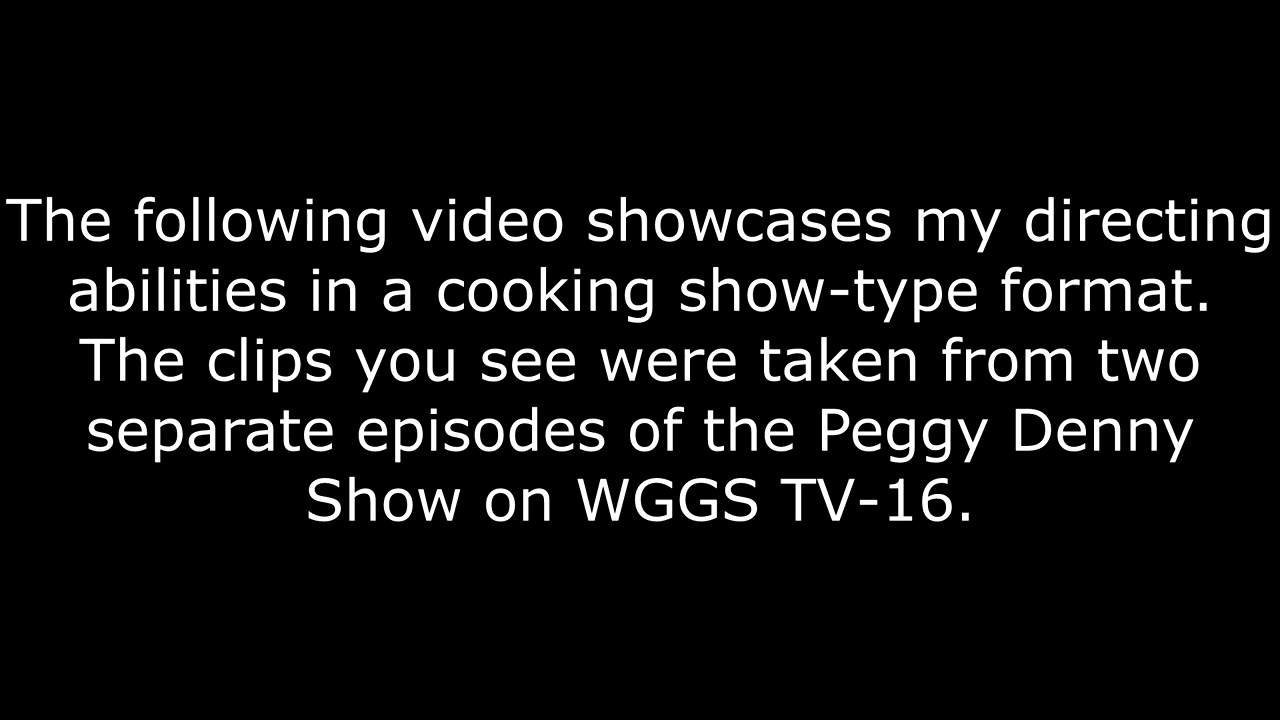 The following video showcases my directing
abilities in a cooking show-type format.
The clips you see were taken from two
separate episodes of the Peggy Denny
Show on WGGS TV-16.